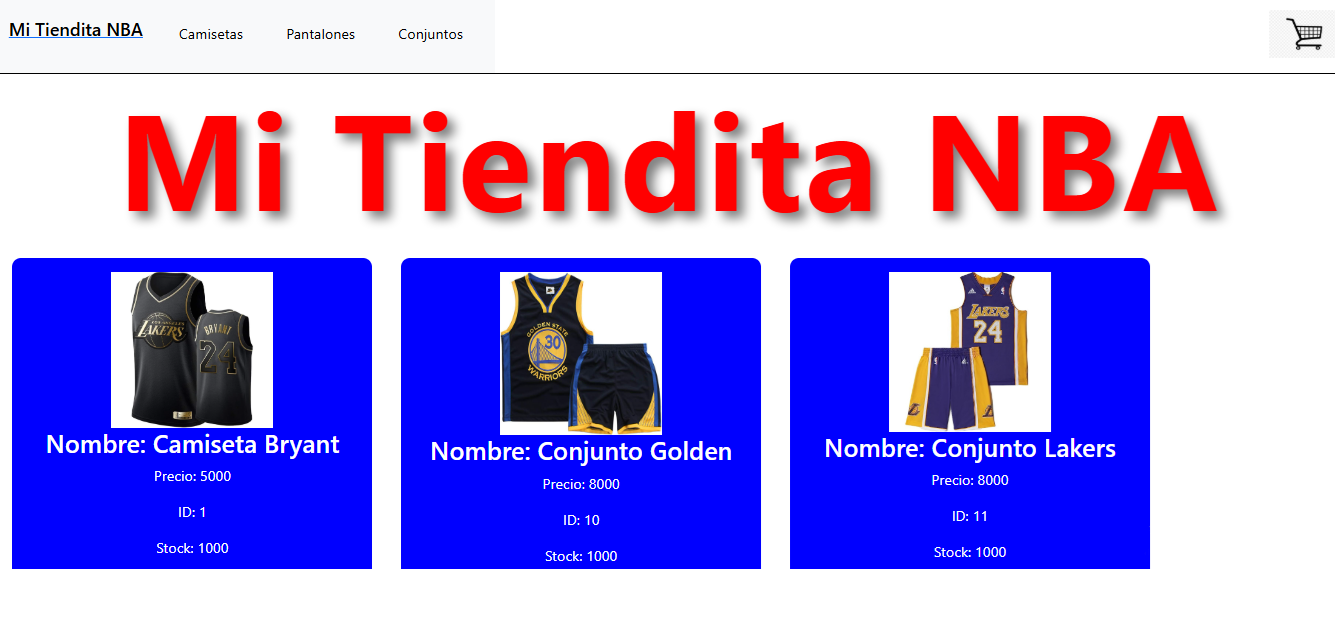 Mi Tiendita NBA
Camisetas
Pantalones
Conjuntos
Mi Tiendita NBA
LOS ANGELES
LAKERS
BRYANT
24
Nombre: Camiseta Bryant
Precio: 5000
ID: 1
Stock: 1000
GOLDEN STATE
30
WARRIORS
Nombre: Conjunto Golden
Precio: 8000
ID: 10
Stock: 1000
LAKERS
24
Nombre: Conjunto Lakers
Precio: 8000
ID: 11
Stock: 1000